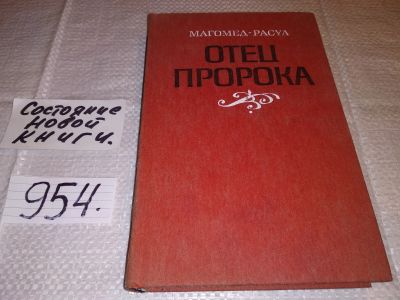 МАГОМЕД-РАСУЛ
ОТЕЦ
ПРОРОКА
Состояние
новой
книги.
954.